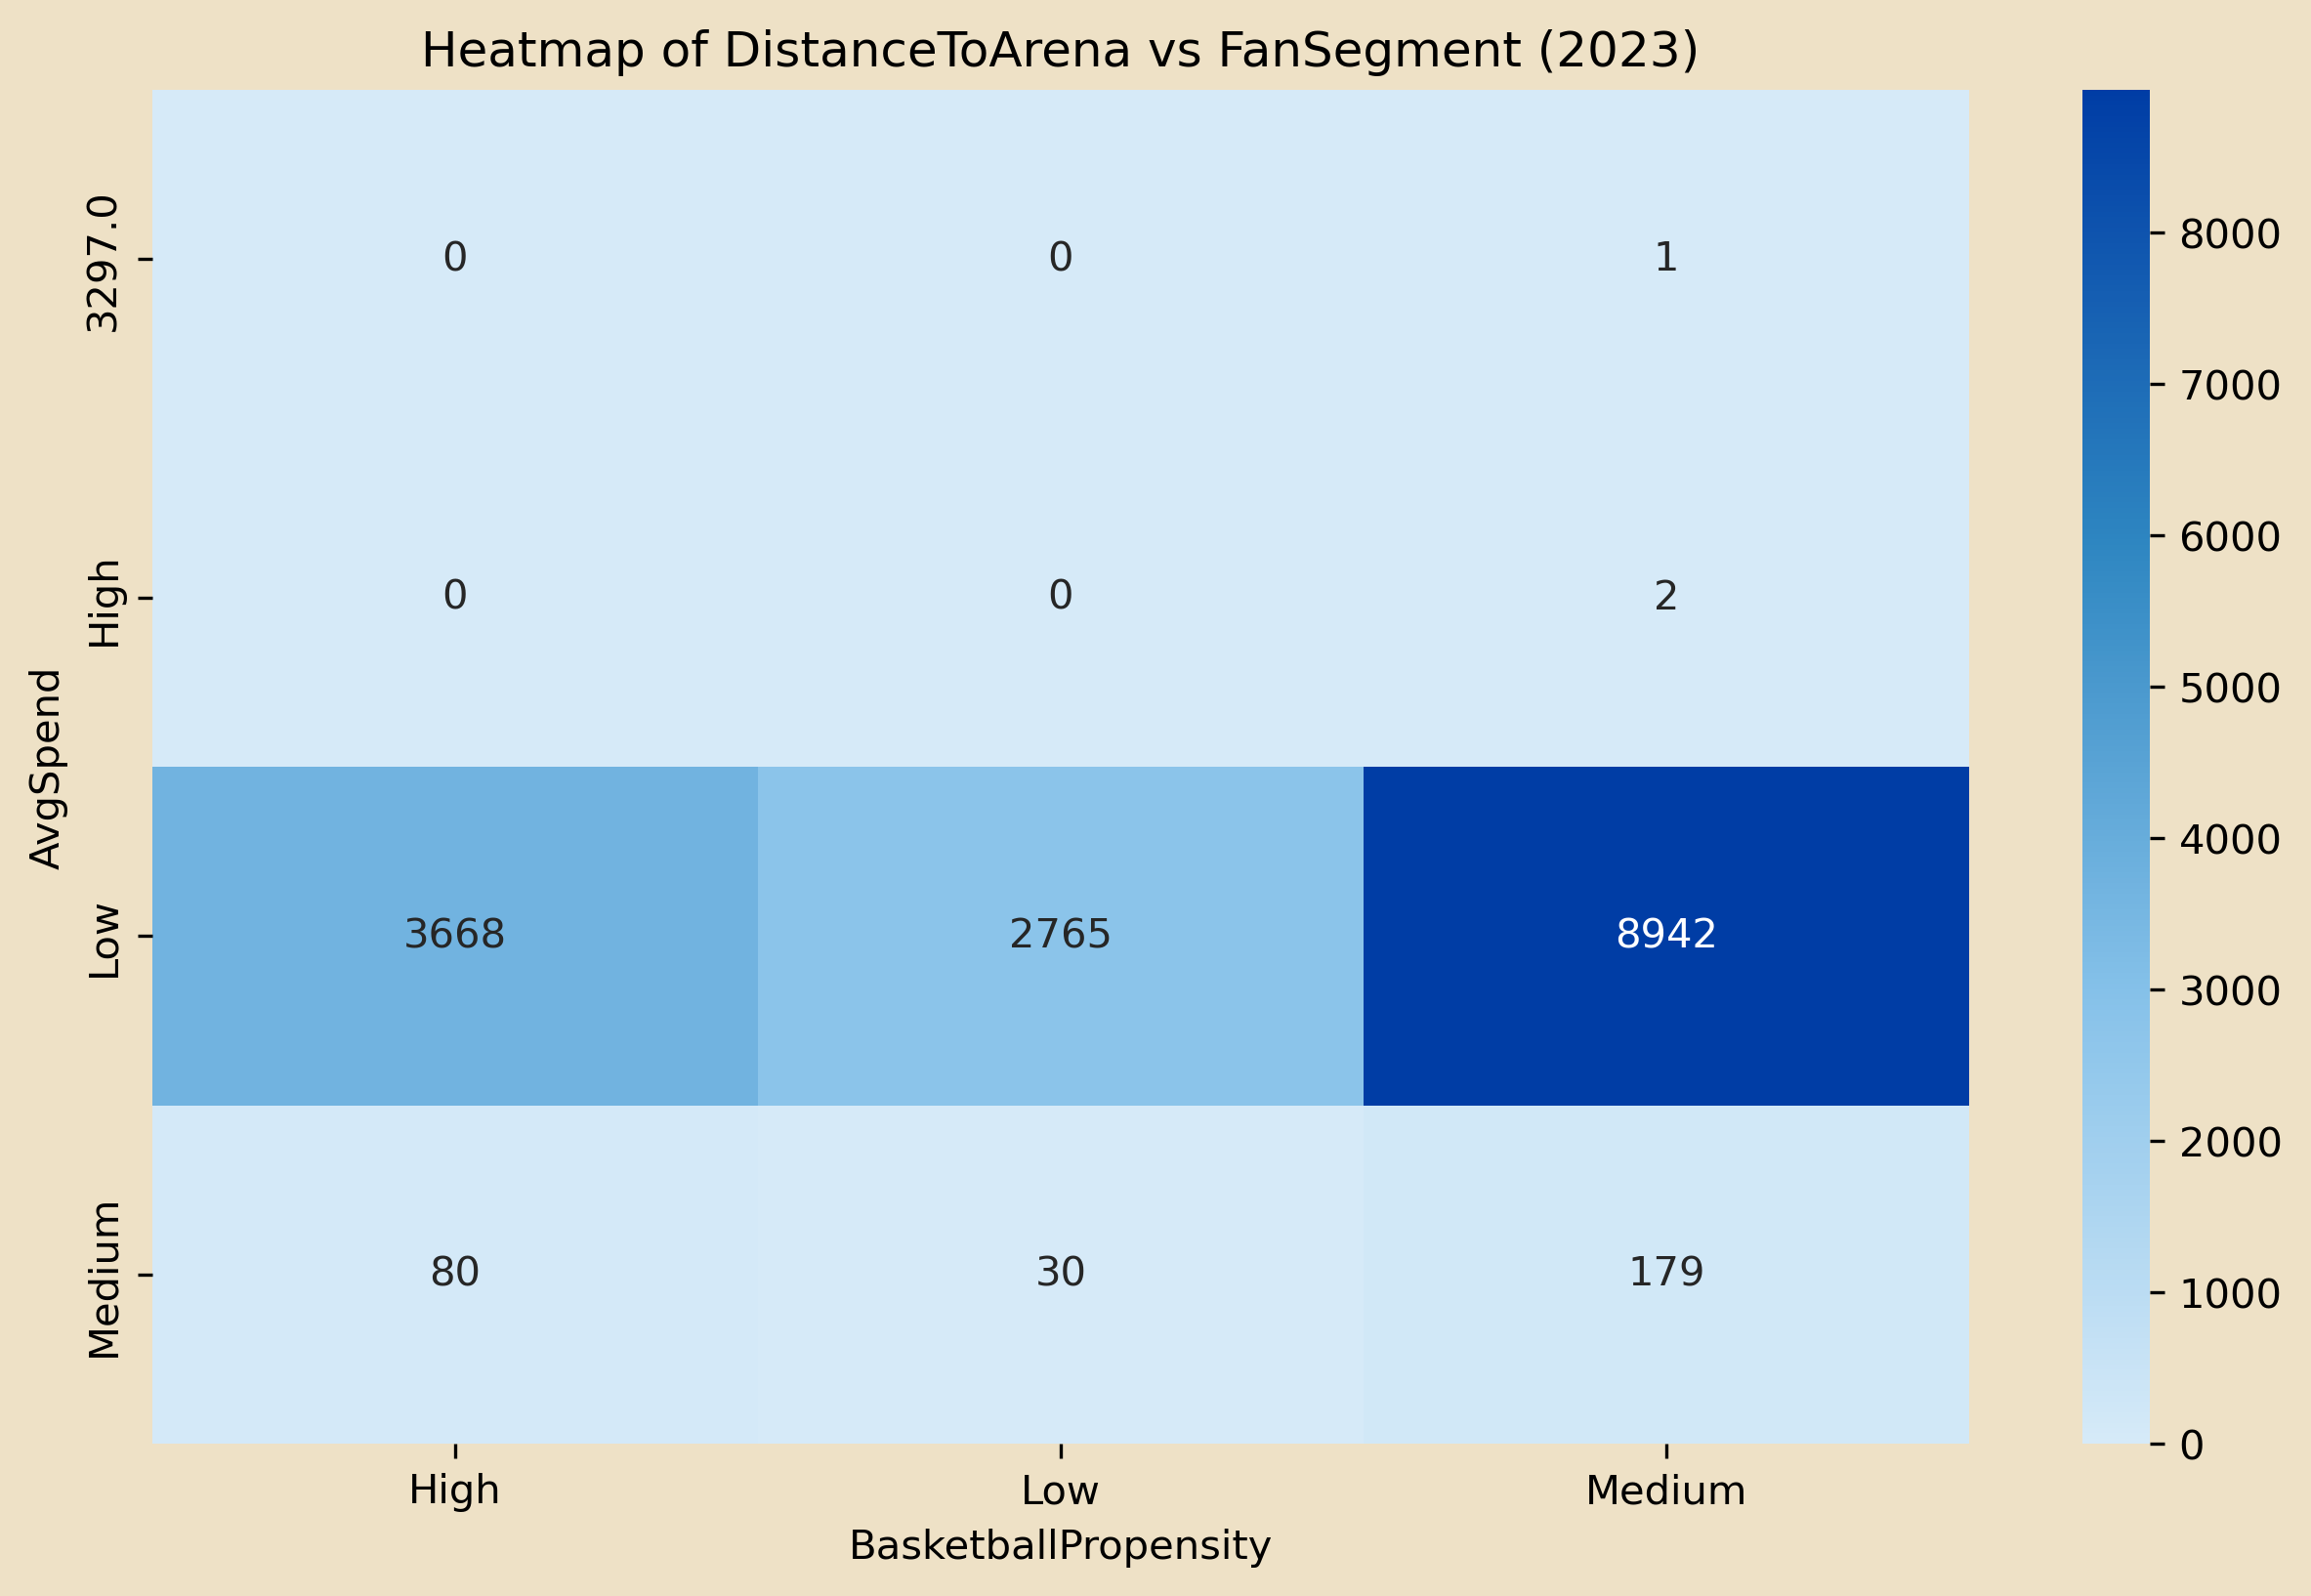 Heatmap of DistanceToArena vs FanSegment (2023)
AvgSpend
3297.0
0 0 1
High
0 0 2
Low
3668 2765 8942
Medium
80 30 179
High Low Medium
BasketballPropensity
8000
7000
6000
5000
4000
3000
2000
1000
0